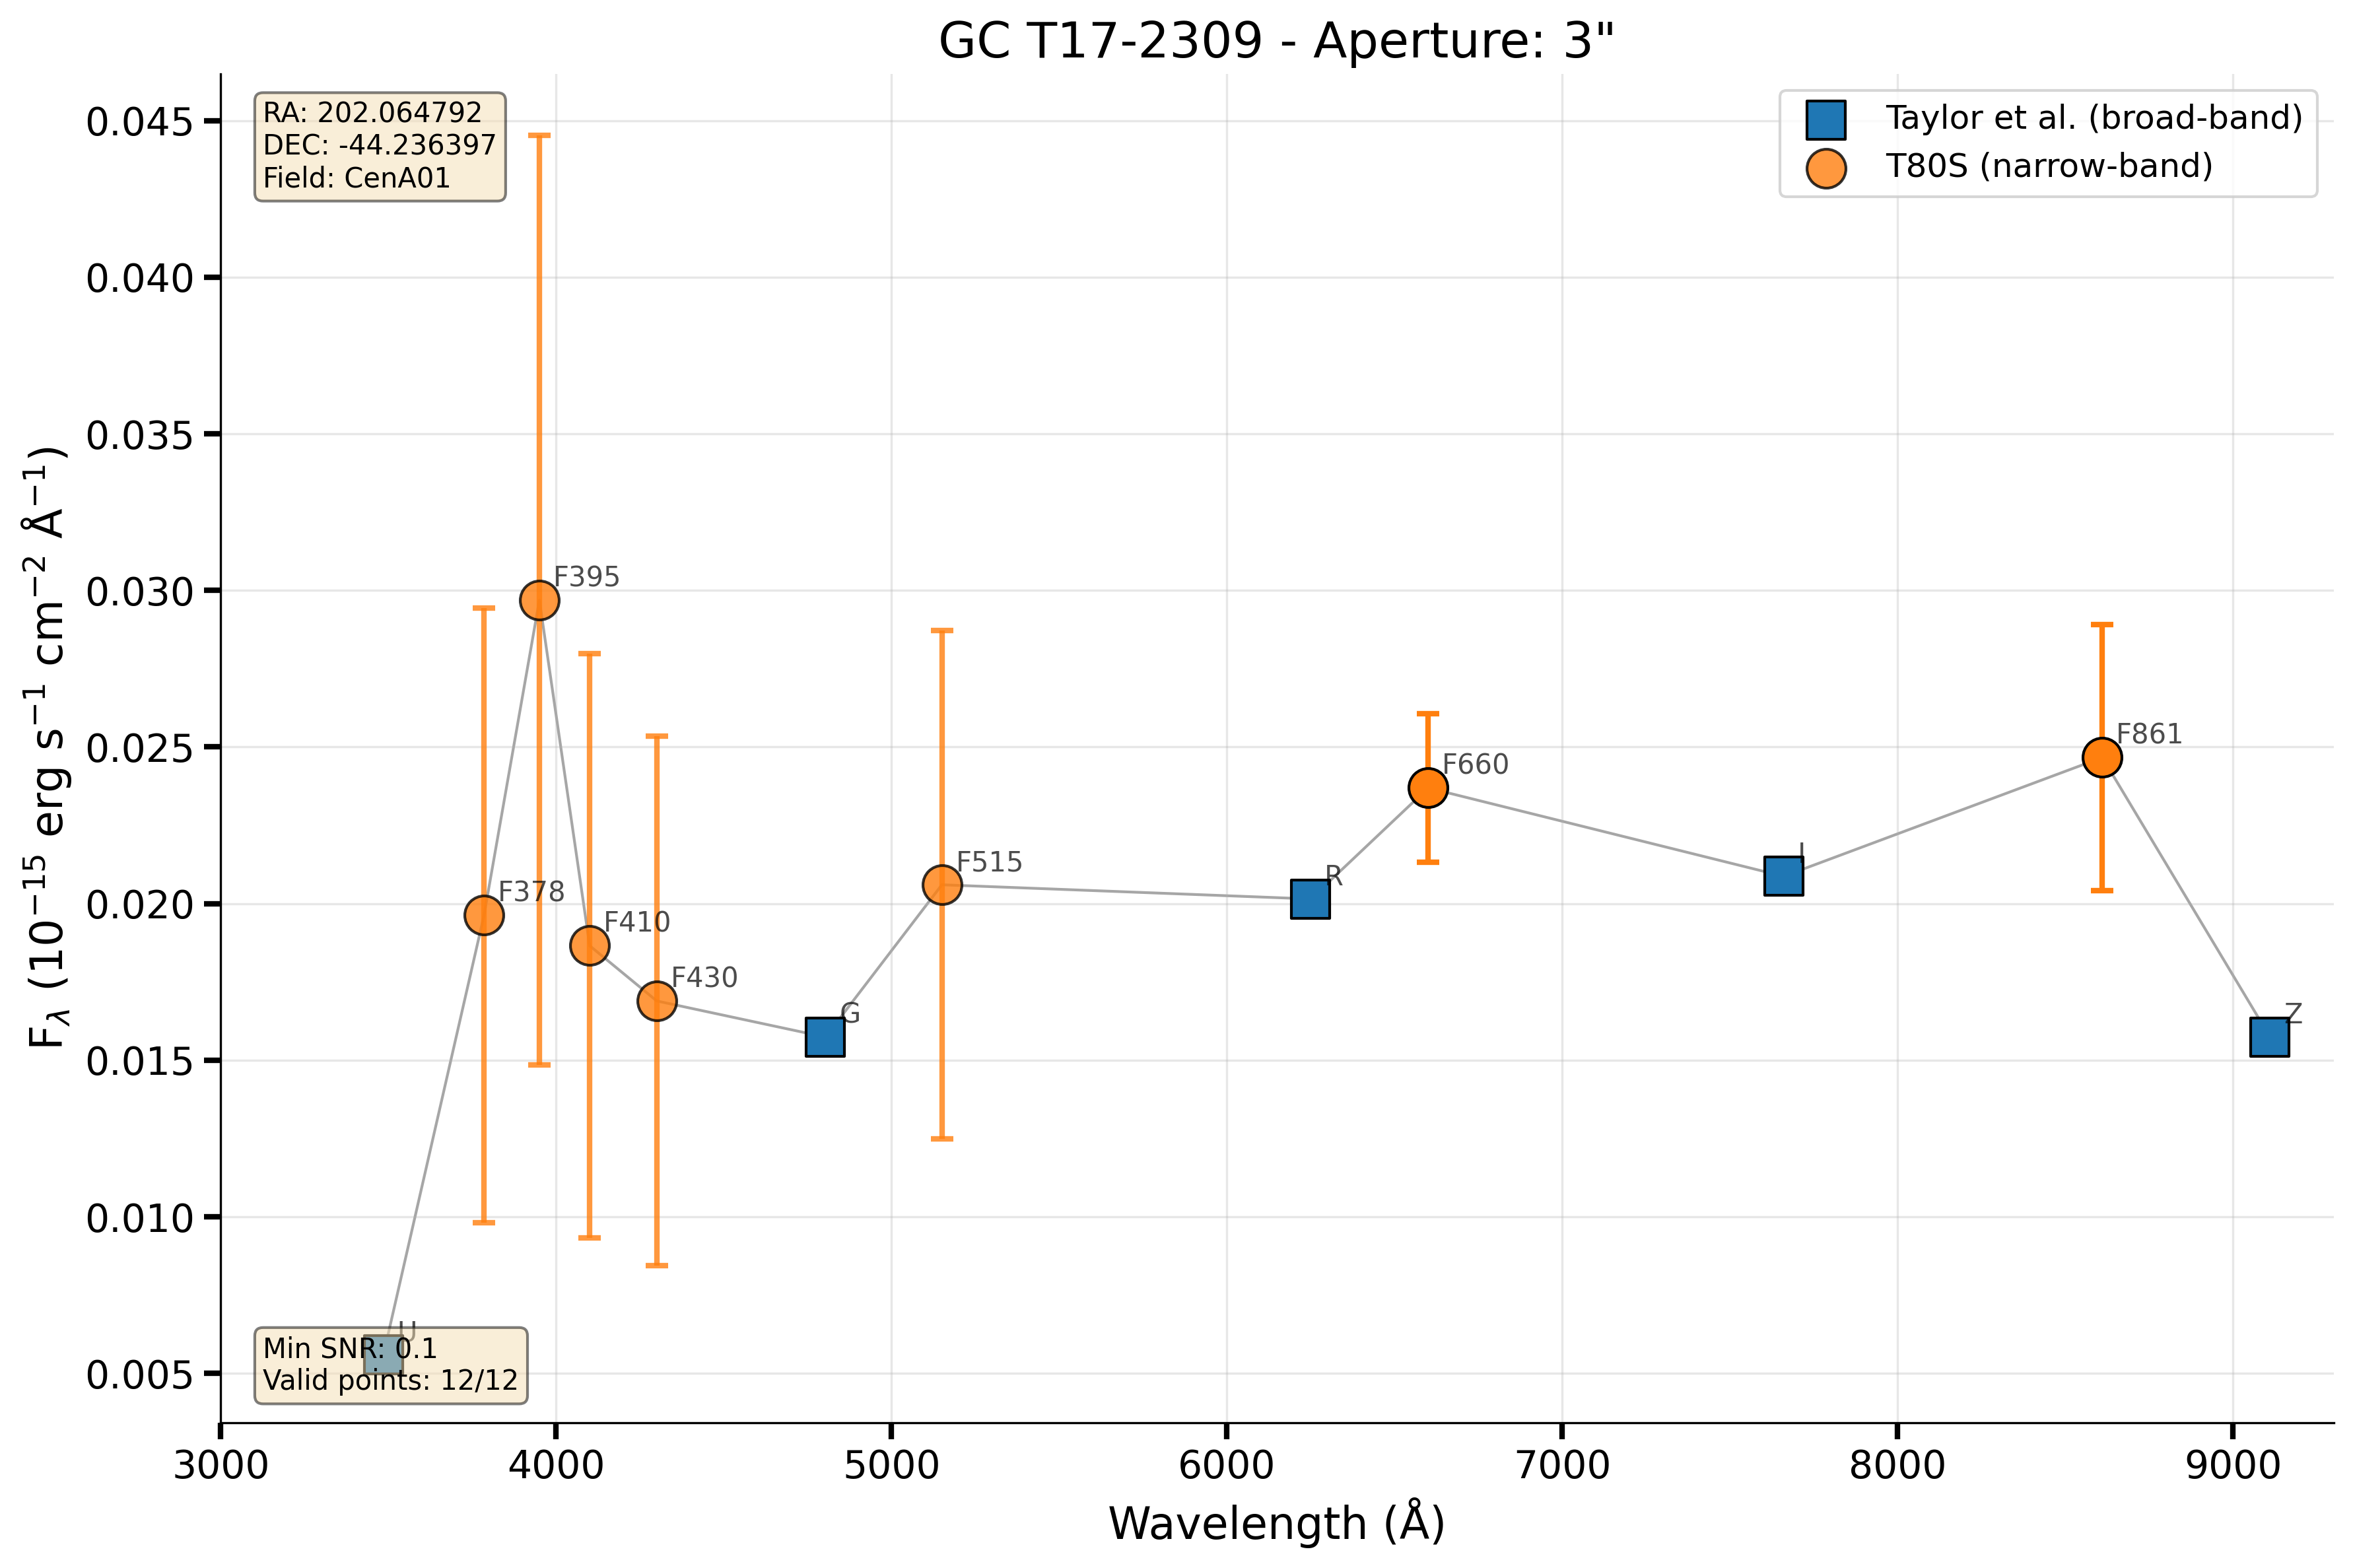 GC T17-2309 - Aperture: 3"
RA: 202.064792
DEC: -44.236397
Field: CenA01
Taylor et al. (broad-band)
T80S (narrow-band)
F$_\lambda$ (10$^{-15}$ erg s$^{-1}$ cm$^{-2}$ Å$^{-1}$)
0.045
0.040
0.035
0.030
0.025
0.020
0.015
0.010
0.005
U
F378
F395
F410
F430
G
F515
R
F660
I
F861
Z
Min SNR: 0.1
Valid points: 12/12
3000 4000 5000 6000 7000 8000 9000
Wavelength (Å)